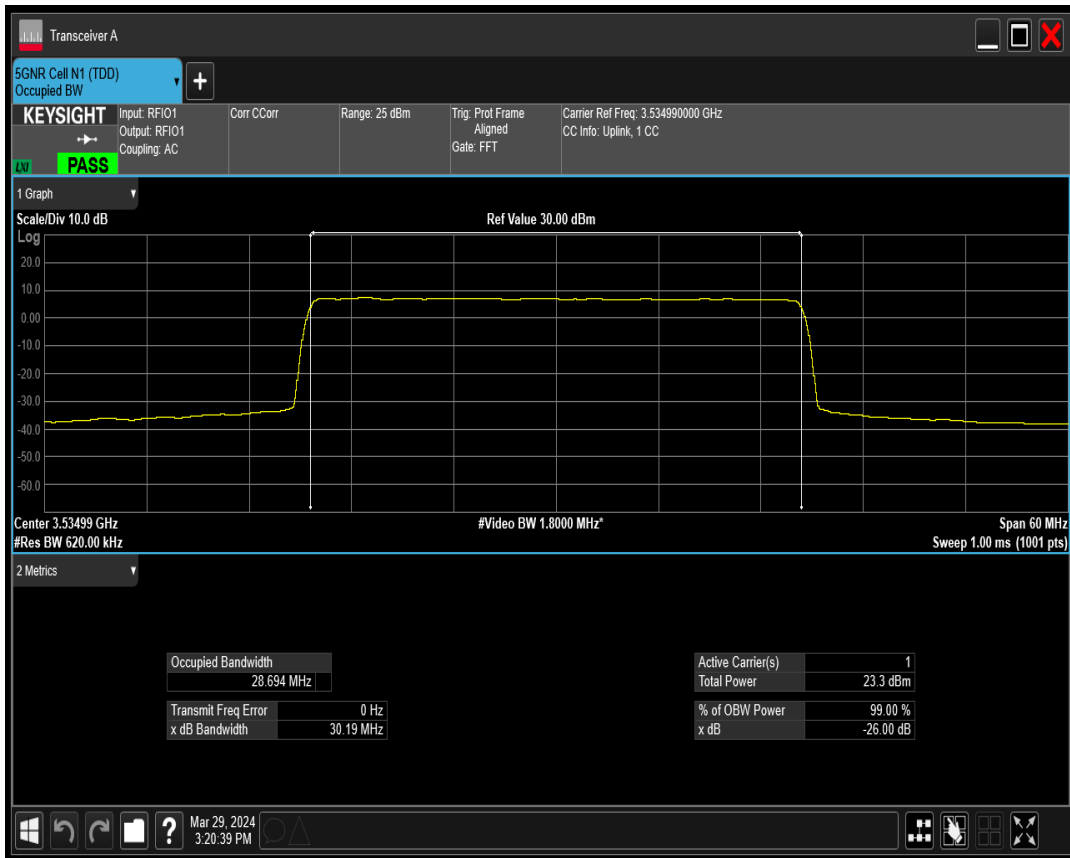 Transceiver A
5GNR Cell N1 (TDD)
Occupied BW
+
KEYSIGHT
LXI
PASS
Input: RFIO1
Output: RFIO1
Coupling: AC
Corr CCorr
Range: 25 dBm
Trig: Prot Frame
Aligned
Gate: FFT
Carrier Ref Freq: 3.534990000 GHz
CC Info: Uplink, 1 CC
1 Graph
Scale/Div 10.0 dB
Ref Value 30.00 dBm
Log
20.0
10.0
0.00
-10.0
-20.0
-30.0
-40.0
-50.0
-60.0
Center 3.53499 GHz
#Video BW 1.8000 MHz*
Span 60 MHz
#Res BW 620.00 kHz
Sweep 1.00 ms (1001 pts)
2 Metrics
Occupied Bandwidth
28.694 MHz
Transmit Freq Error 0 Hz
x dB Bandwidth 30.19 MHz
Active Carrier(s) 1
Total Power 23.3 dBm
% of OBW Power 99.00 %
x dB -26.00 dB
?
Mar 29, 2024
3:20:39 PM